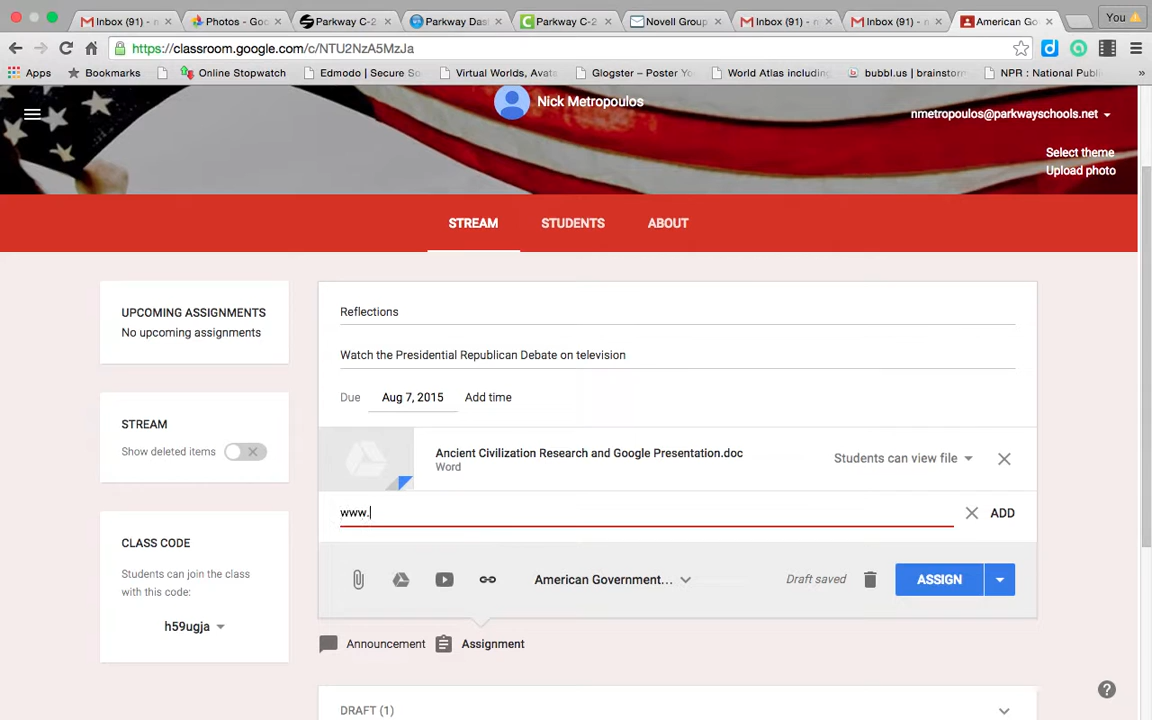 Inbox (91) - n
Photos - Goo
Parkway C-2
Parkway Das
Parkway C-2
Novell Group
Inbox (91) - n
Inbox (91) - n
American Go
You
https://classroom.google.com/c/NTU2NzA5MzJa
Apps
Bookmarks
Online Stopwatch
Edmodo | Secure So
Virtual Worlds, Avata
Glogster – Poster Yo
World Atlas including
bubbl.us | brainstorm
NPR : National Publi
»
Nick Metropoulos
nmetropoulos@parkwayschools.net
Select theme
Upload photo
STREAM
STUDENTS
ABOUT
UPCOMING ASSIGNMENTS
No upcoming assignments
STREAM
Show deleted items
CLASS CODE
Students can join the class
with this code:
h59ugja
Reflections
Watch the Presidential Republican Debate on television
Due Aug 7, 2015 Add time
Ancient Civilization Research and Google Presentation.doc
Word
Students can view file
www.
ADD
American Government...
Draft saved
ASSIGN
Announcement
Assignment
DRAFT (1)
?